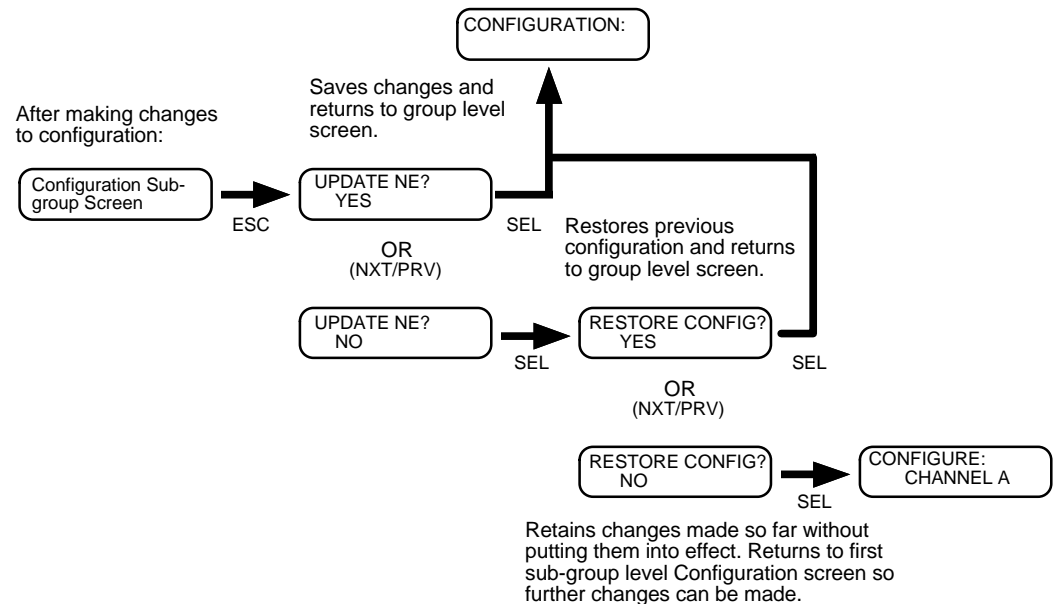 CONFIGURATION:
After making changes
to configuration:
Saves changes and
returns to group level
screen.
Configuration Sub-
group Screen
ESC
UPDATE NE?
YES
SEL
OR
(NXT/PRV)
Restores previous
configuration and returns
to group level screen.
UPDATE NE?
NO
SEL
RESTORE CONFIG?
YES
SEL
OR
(NXT/PRV)
RESTORE CONFIG?
NO
SEL
CONFIGURE:
CHANNEL A
Retains changes made so far without
putting them into effect. Returns to first
sub-group level Configuration screen so
further changes can be made.